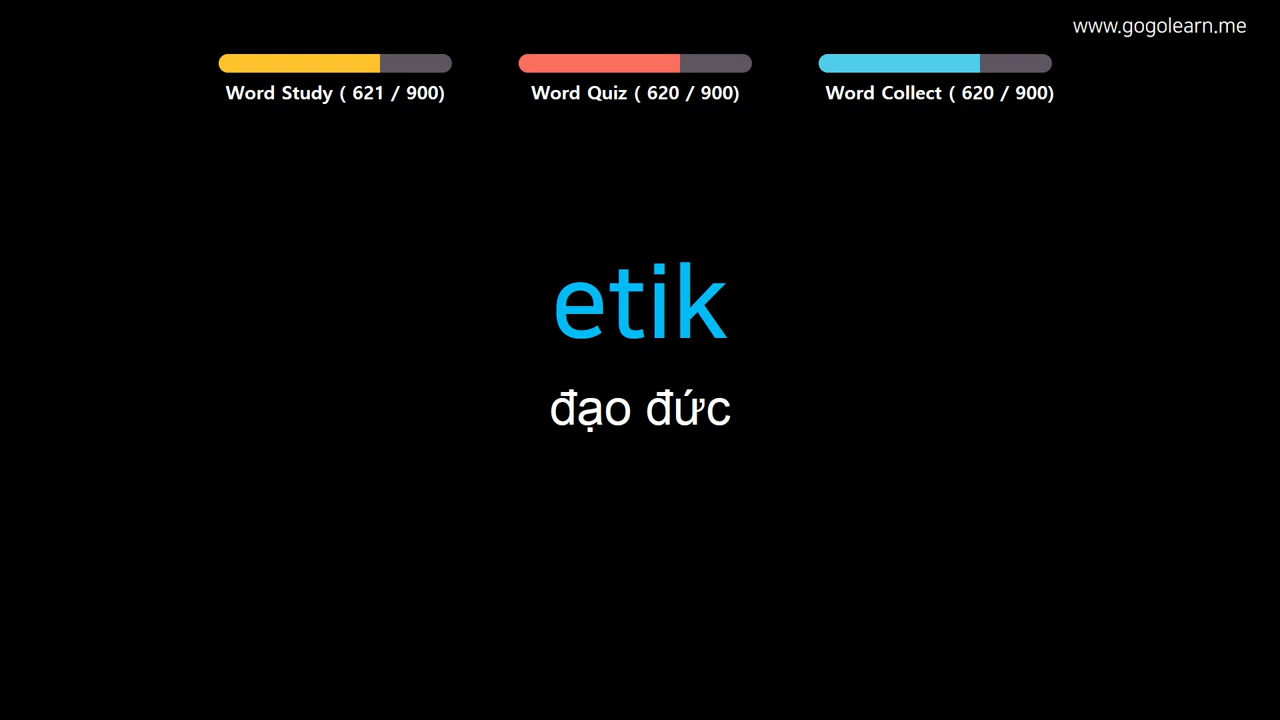 www.gogolearn.me
Word Study ( 621 / 900)
Word Quiz ( 620 / 900)
Word Collect ( 620 / 900)
etik
đạo đức